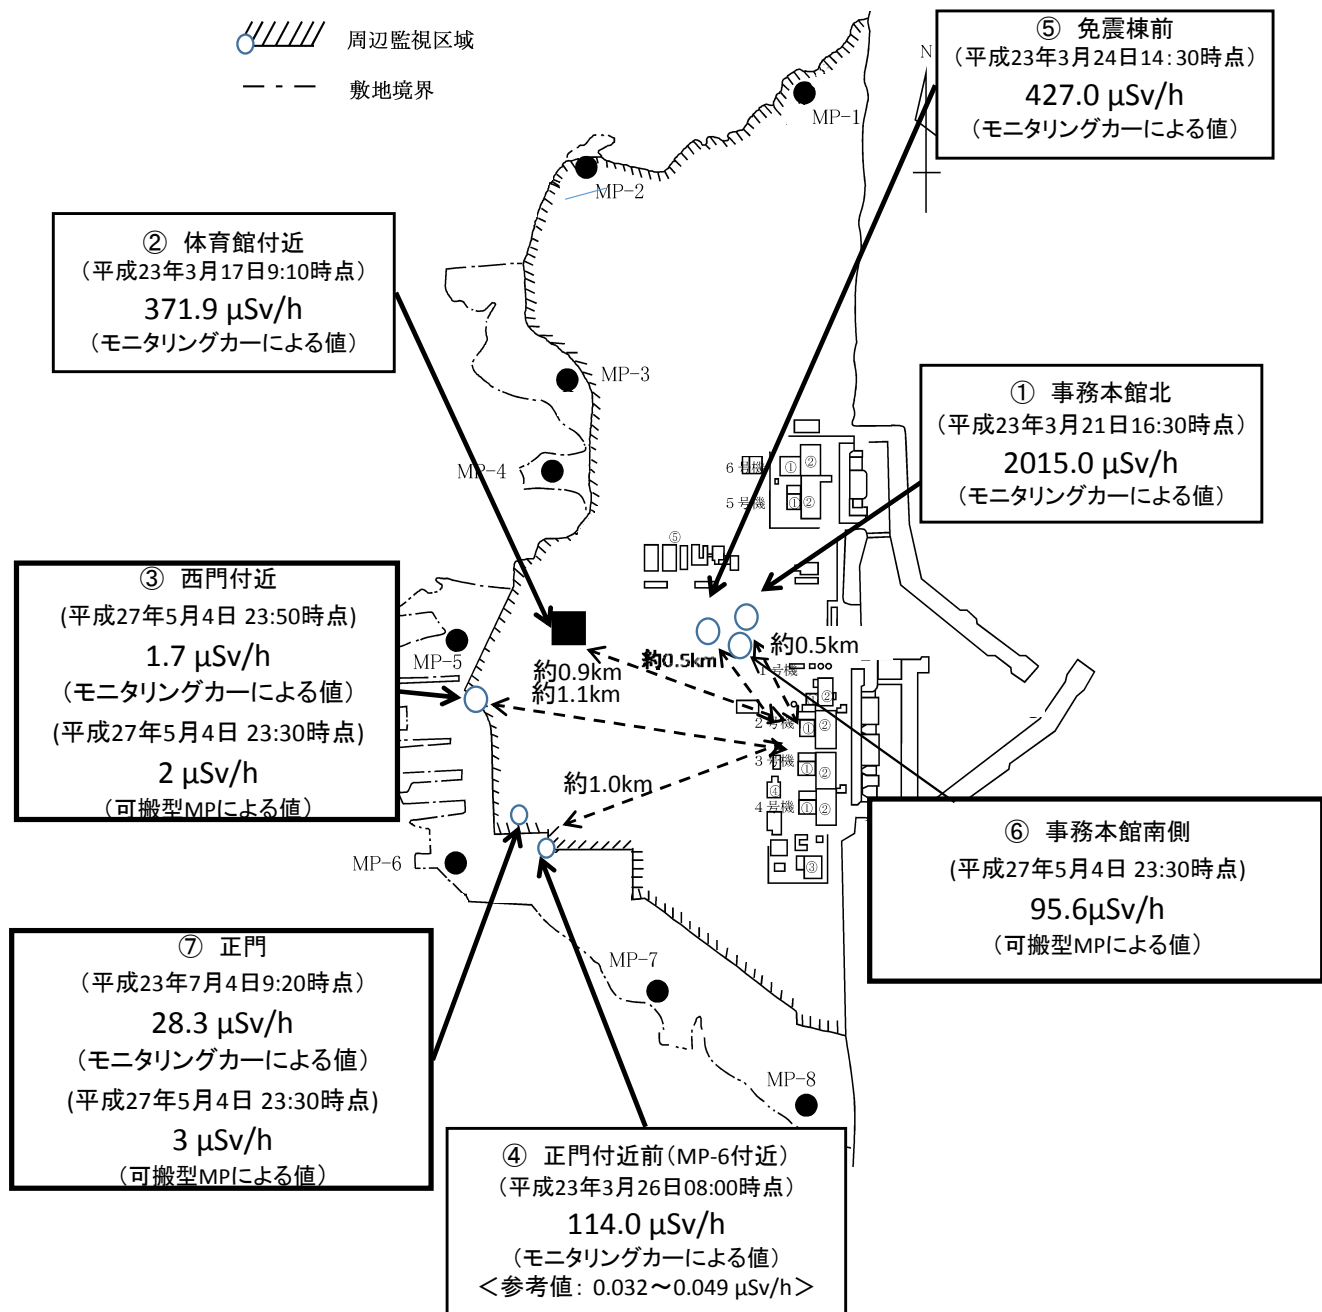 周辺監視区域
敷地境界
⑤ 免震棟前
（平成23年3月24日14：30時点）
427.0 μSv/h
（モニタリングカーによる値）
N
MP-1
MP-2
② 体育館付近
（平成23年3月17日9:10時点）
371.9 μSv/h
（モニタリングカーによる値）
MP-3
① 事務本館北
（平成23年3月21日16:30時点）
2015.0 μSv/h
（モニタリングカーによる値）
MP-4
6号機
①
②
5号機
①
②
⑤
③ 西門付近
(平成27年5月4日 23:50時点)
1.7 μSv/h
（モニタリングカーによる値）
(平成27年5月4日 23:30時点)
2 μSv/h
（可搬型MPによる値）
MP-5
約0.9km
約1.1km
約0.5km
約0.5km
1号機
②
2号機
①
②
3号機
①
②
④
4号機
①
②
③
約1.0km
MP-6
⑥ 事務本館南側
(平成27年5月4日 23:30時点)
95.6μSv/h
（可搬型MPによる値）
⑦ 正門
（平成23年7月4日9:20時点）
28.3 μSv/h
（モニタリングカーによる値）
(平成27年5月4日 23:30時点)
3 μSv/h
（可搬型MPによる値）
MP-7
MP-8
④ 正門付近前（MP-6付近）
（平成23年3月26日08:00時点）
114.0 μSv/h
（モニタリングカーによる値）
＜参考値： 0.032～0.049 μSv/h＞